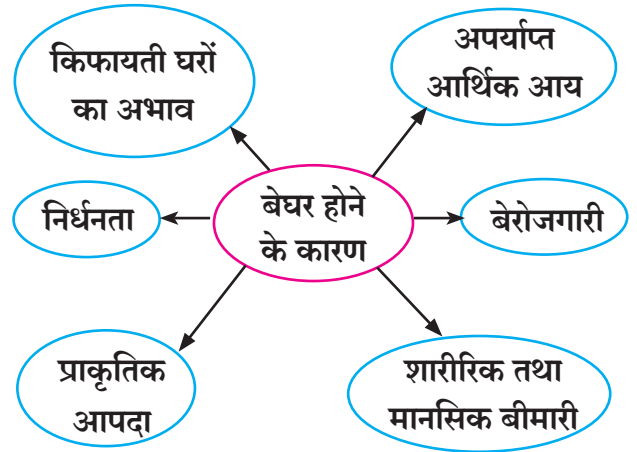 किफायती घरों
का अभाव
अपर्याप्त
आर्थिक आय
निर्धनता
बेघर होने
के कारण
बेरोजगारी
प्राकृतिक
आपदा
शारीरिक तथा
मानसिक बीमारी